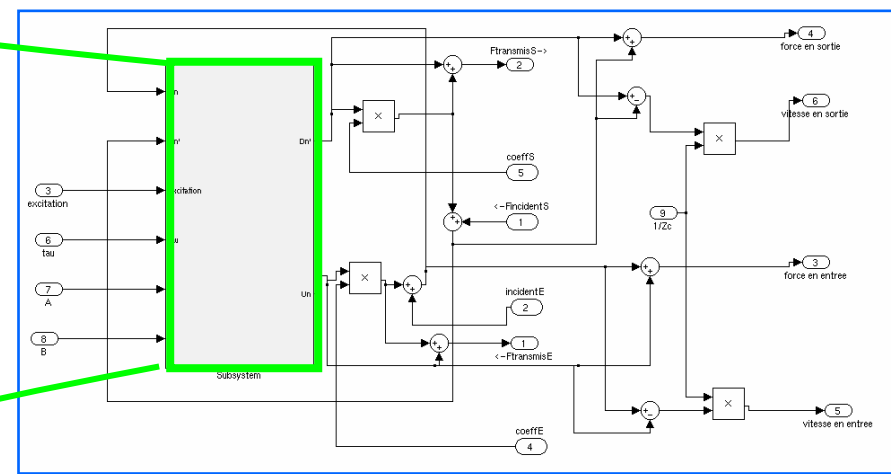 4
force en sortie
FtransmisS->
2
n
6
vitesse en sortie
n'
Dn'
coeffS
5
3
excitation
xcitation
<-FincidentS
1
9
1/Zc
6
tau
u
3
force en entree
7
A
Un
incidentE
2
8
B
1
<-FtransmisE
Subsystem
5
vitesse en entree
coeffE
4